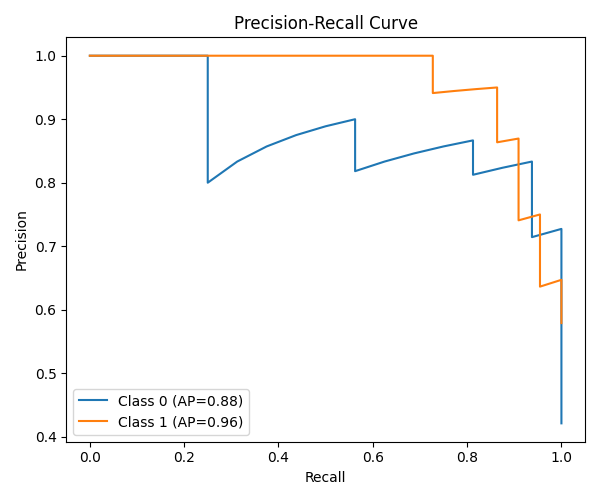 Precision-Recall Curve
1.0
0.9
0.8
0.7
0.6
0.5
0.4
Precision
Class 0 (AP=0.88)
Class 1 (AP=0.96)
0.0 0.2 0.4 0.6 0.8 1.0
Recall